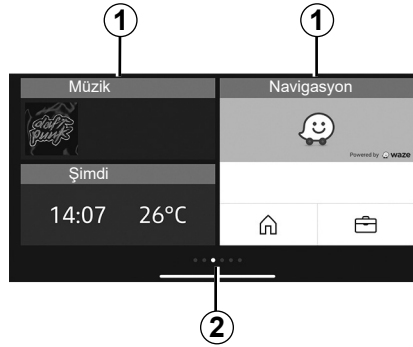 1
1
Müzik
daft
punk
Navigasyon
Powered by waze
Şimdi
14:07 26°C
2